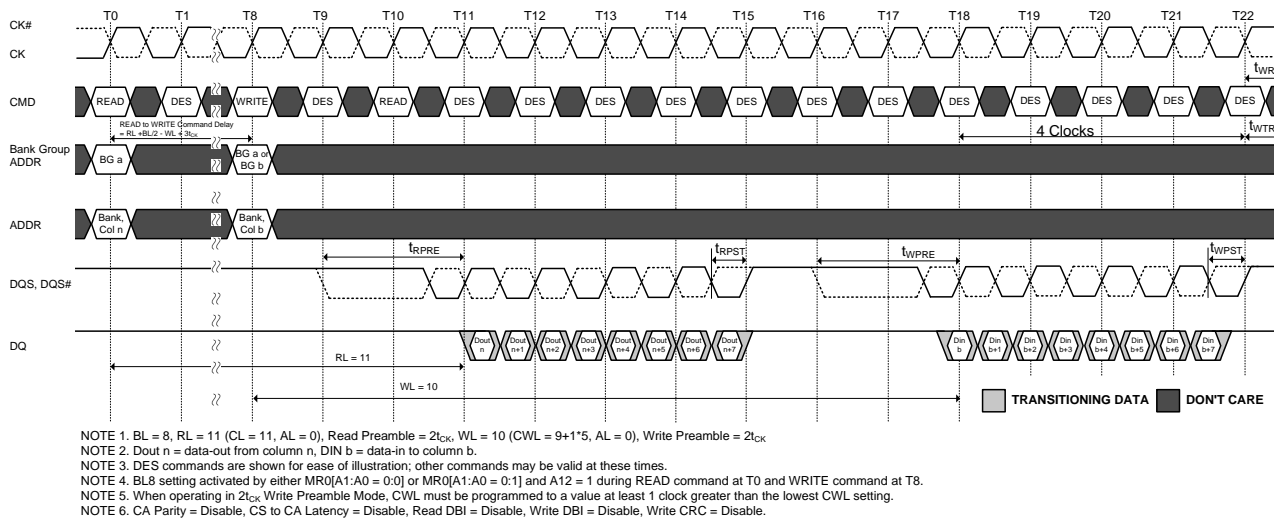 T0 T1 T8 T9 T10 T11 T12 T13 T14 T15 T16 T17 T18 T19 T20 T21 T22
CK#
CK
tWR
CMD READ DES WRITE DES READ DES DES DES DES DES DES DES DES DES DES DES DES
READ to WRITE Command Delay
= RL +BL/2 - WL + 3tCK
4 Clocks
tWTR
Bank Group
ADDR
BG a
BG a or
BG b
ADDR
Bank,
Col n
Bank,
Col b
tRPRE tRPST tWPRE tWPST
DQS, DQS#
DQ
Dout
n
Dout
n+1
Dout
n+2
Dout
n+3
Dout
n+4
Dout
n+5
Dout
n+6
Dout
n+7
Din
b
Din
b+1
Din
b+2
Din
b+3
Din
b+4
Din
b+5
Din
b+6
Din
b+7
RL = 11
WL = 10
TRANSITIONING DATA DON'T CARE
NOTE 1. BL = 8, RL = 11 (CL = 11, AL = 0), Read Preamble = 2tCK, WL = 10 (CWL = 9+1*5, AL = 0), Write Preamble = 2tCK
NOTE 2. Dout n = data-out from column n, DIN b = data-in to column b.
NOTE 3. DES commands are shown for ease of illustration; other commands may be valid at these times.
NOTE 4. BL8 setting activated by either MR0[A1:A0 = 0:0] or MR0[A1:A0 = 0:1] and A12 = 1 during READ command at T0 and WRITE command at T8.
NOTE 5. When operating in 2tCK Write Preamble Mode, CWL must be programmed to a value at least 1 clock greater than the lowest CWL setting.
NOTE 6. CA Parity = Disable, CS to CA Latency = Disable, Read DBI = Disable, Write DBI = Disable, Write CRC = Disable.